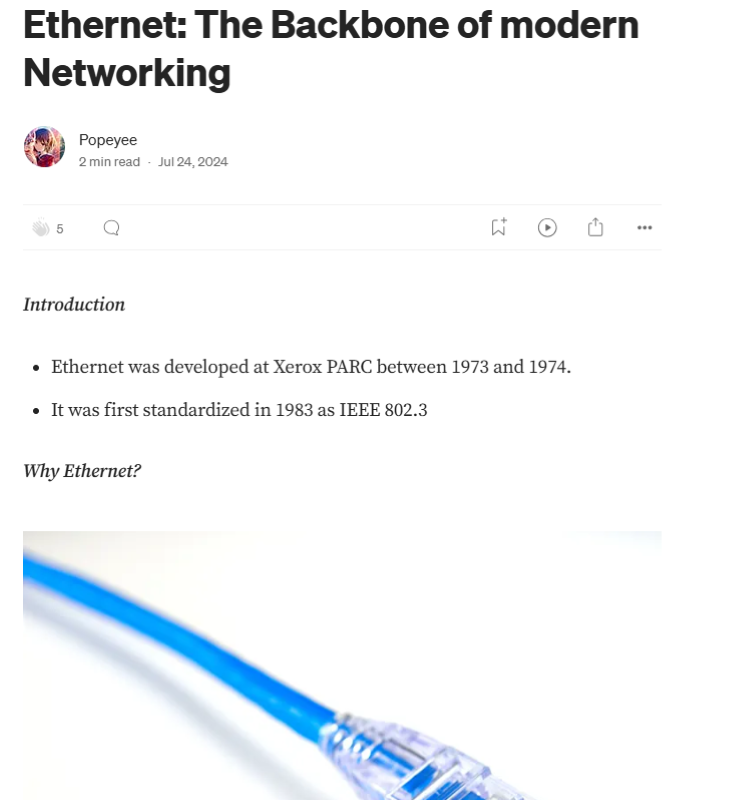 Ethernet: The Backbone of modern
Networking
Popeyee
2 min read · Jul 24, 2024
5
Introduction
• Ethernet was developed at Xerox PARC between 1973 and 1974.
• It was first standardized in 1983 as IEEE 802.3
Why Ethernet?